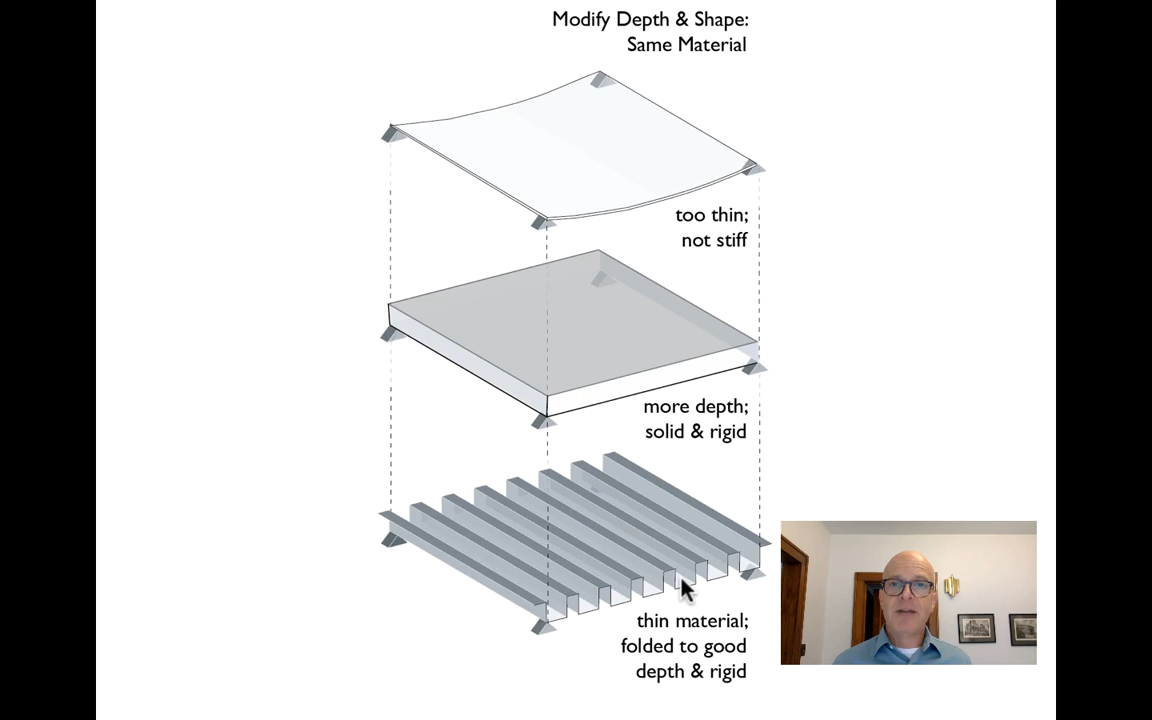 Modify Depth & Shape:
Same Material
too thin;
not stiff
more depth;
solid & rigid
thin material;
folded to good
depth & rigid